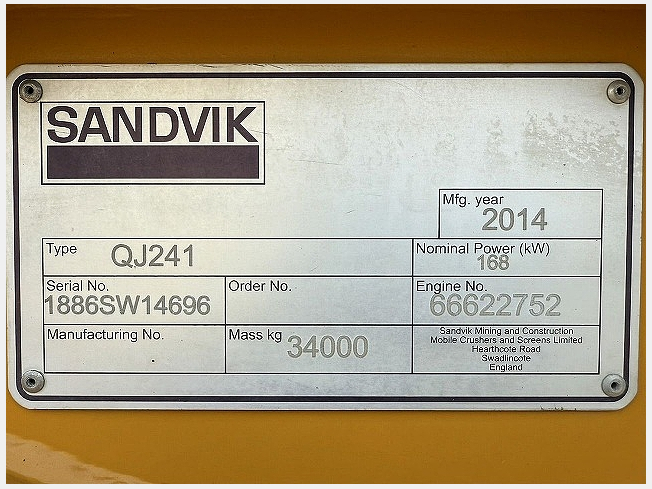 SANDVIK
Mfg. year
2014
Type QJ241
Nominal Power (kW)
168
Serial No.
1886SW14696
Order No.
Engine No.
66622752
Manufacturing No.
Mass kg 34000
Sandvik Mining and Construction
Mobile Crushers and Screens Limited
Hearthcote Road
Swadlincote
England